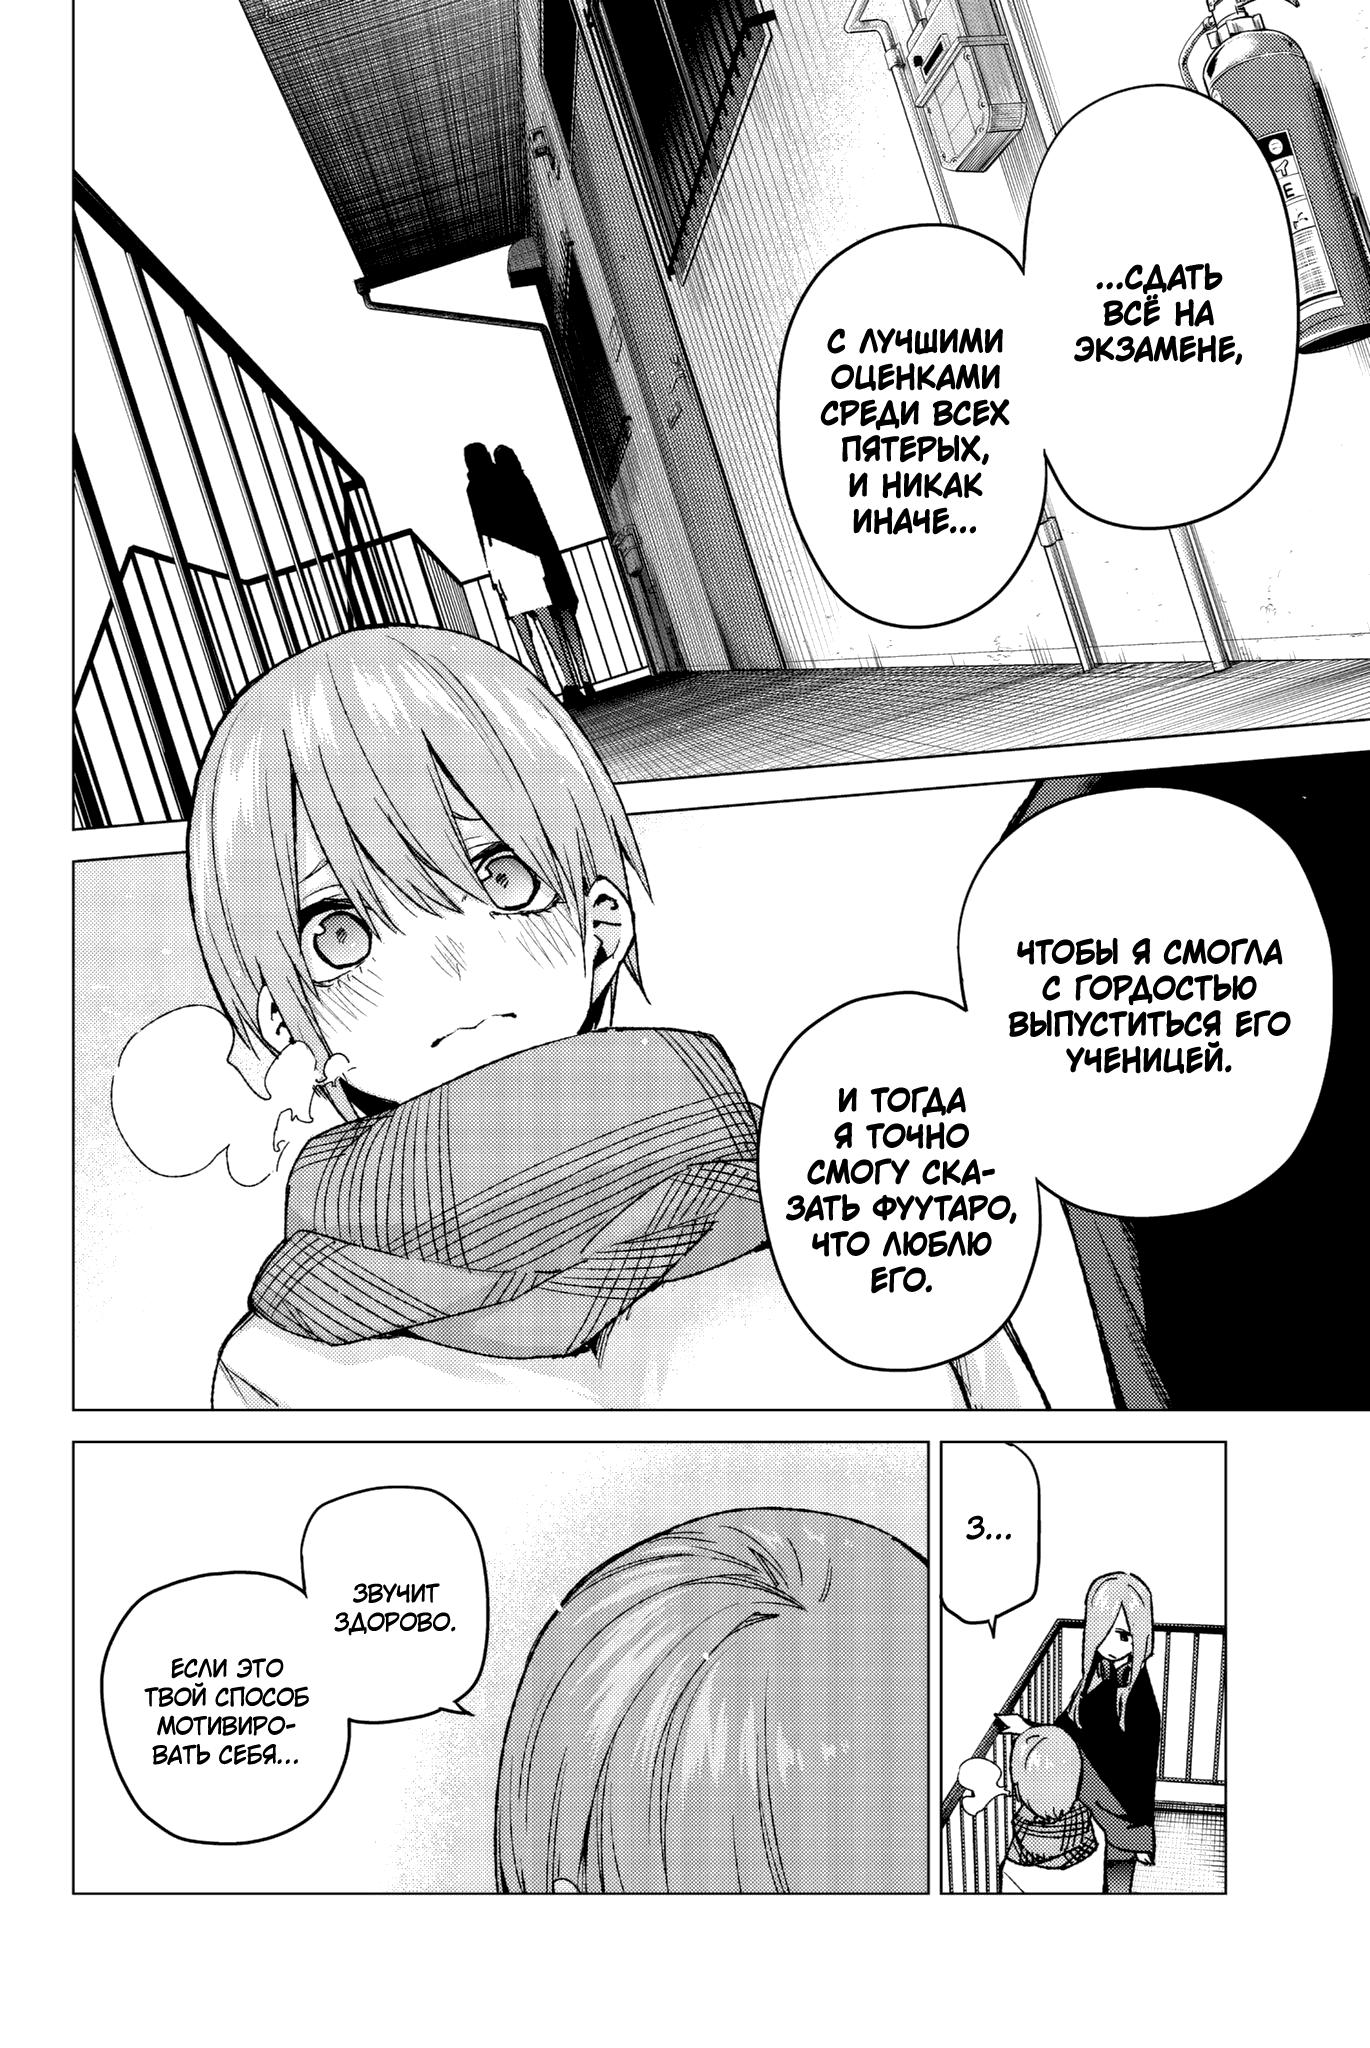 ...СДАТЬ
ВСЁ НА
ЭКЗАМЕНЕ,
С ЛУЧШИМИ
ОЦЕНКАМИ
СРЕДИ ВСЕХ
ПЯТЕРЫХ,
И НИКАК
ИНАЧЕ...
ЧТОБЫ Я СМОГЛА
С ГОРДОСТЬЮ
ВЫПУСТИТЬСЯ ЕГО
УЧЕНИЦЕЙ.
И ТОГДА
Я ТОЧНО
СМОГУ СКА-
ЗАТЬ ФУУТАРО,
ЧТО ЛЮБЛЮ
ЕГО.
З...
ЗВУЧИТ
ЗДОРОВО.
ЕСЛИ ЭТО
ТВОЙ СПОСОБ
МОТИВИРО-
ВАТЬ СЕБЯ...